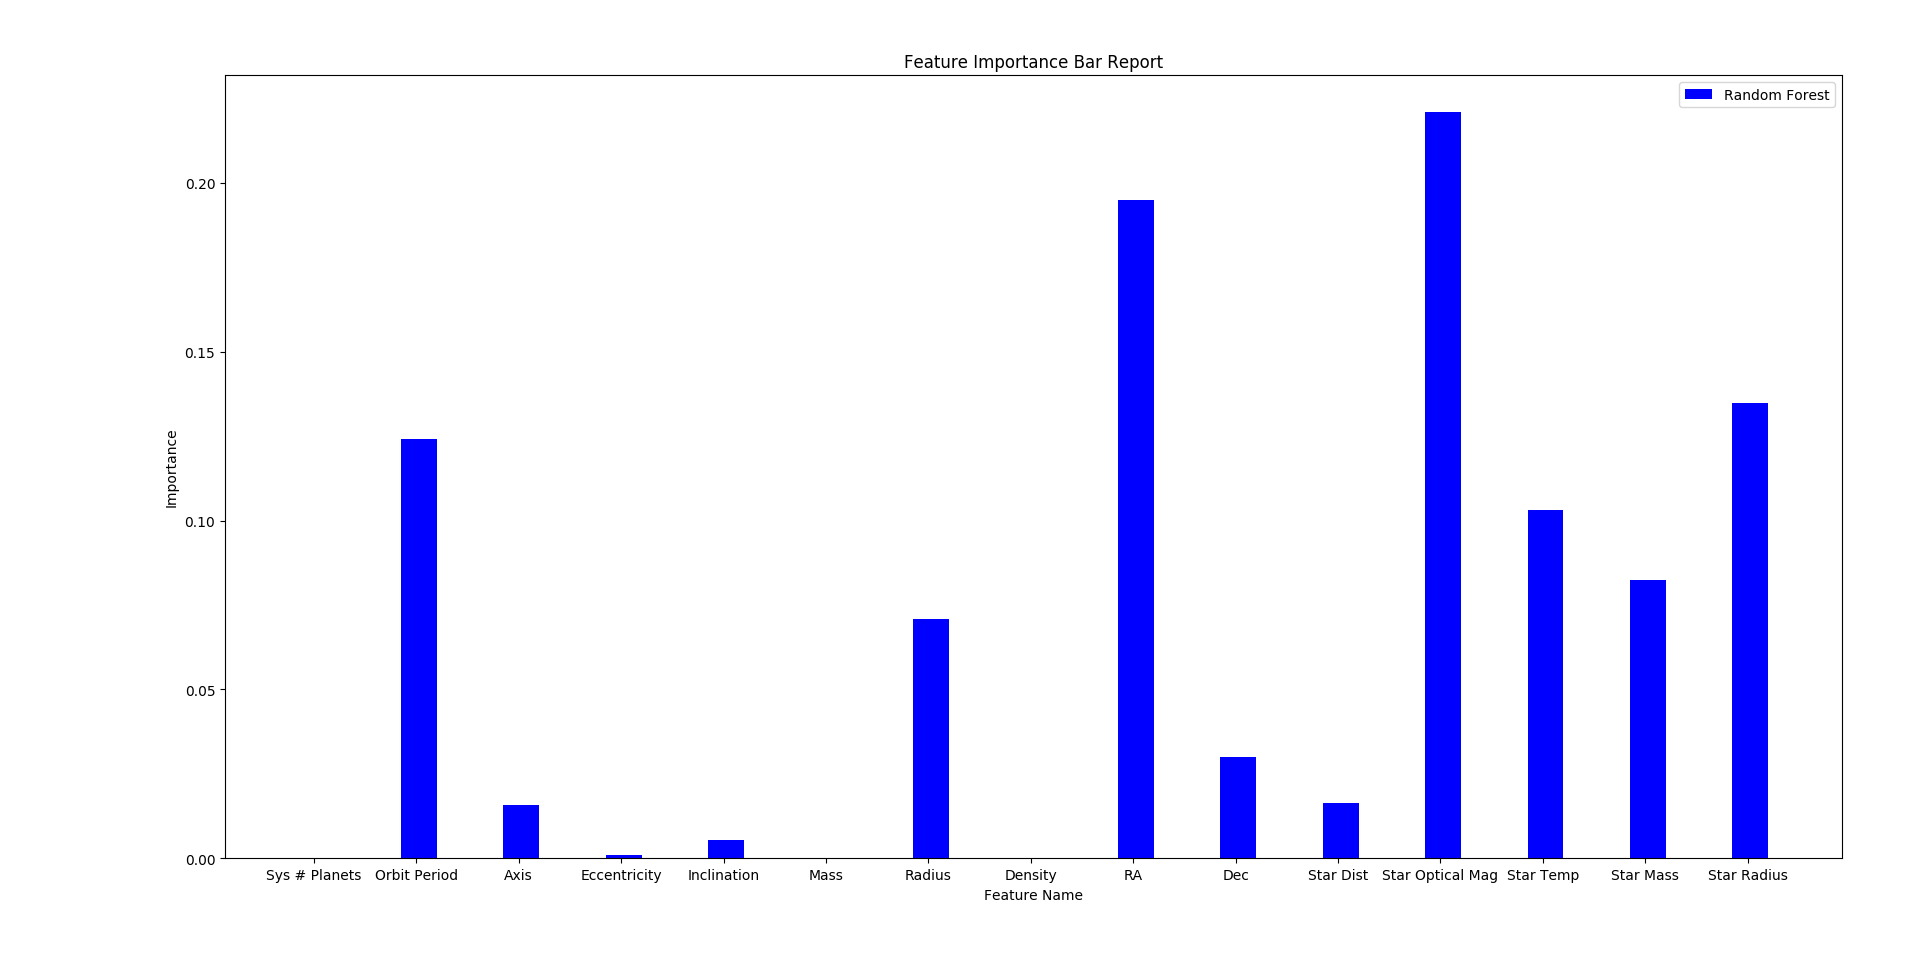 Feature Importance Bar Report
Random Forest
0.20
0.15
0.10
0.05
0.00
Importance
Sys # Planets Orbit Period Axis Eccentricity Inclination Mass Radius Density RA Dec Star Dist Star Optical Mag Star Temp Star Mass Star Radius
Feature Name